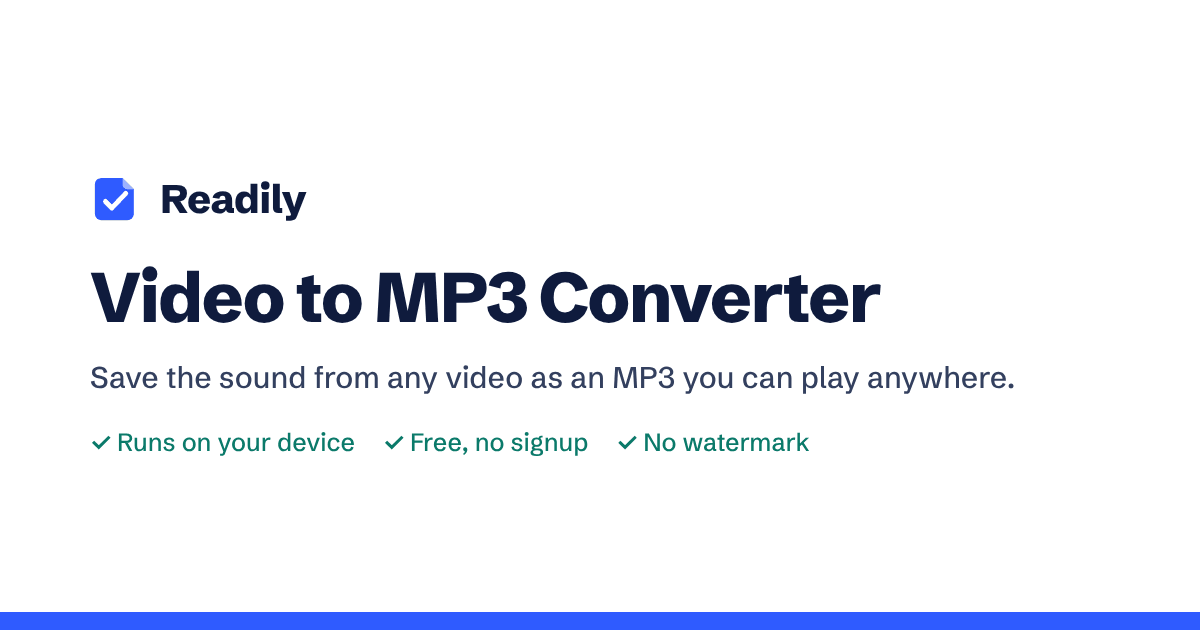 Readily
Video to MP3 Converter
Save the sound from any video as an MP3 you can play anywhere.
✓ Runs on your device ✓ Free, no signup ✓ No watermark